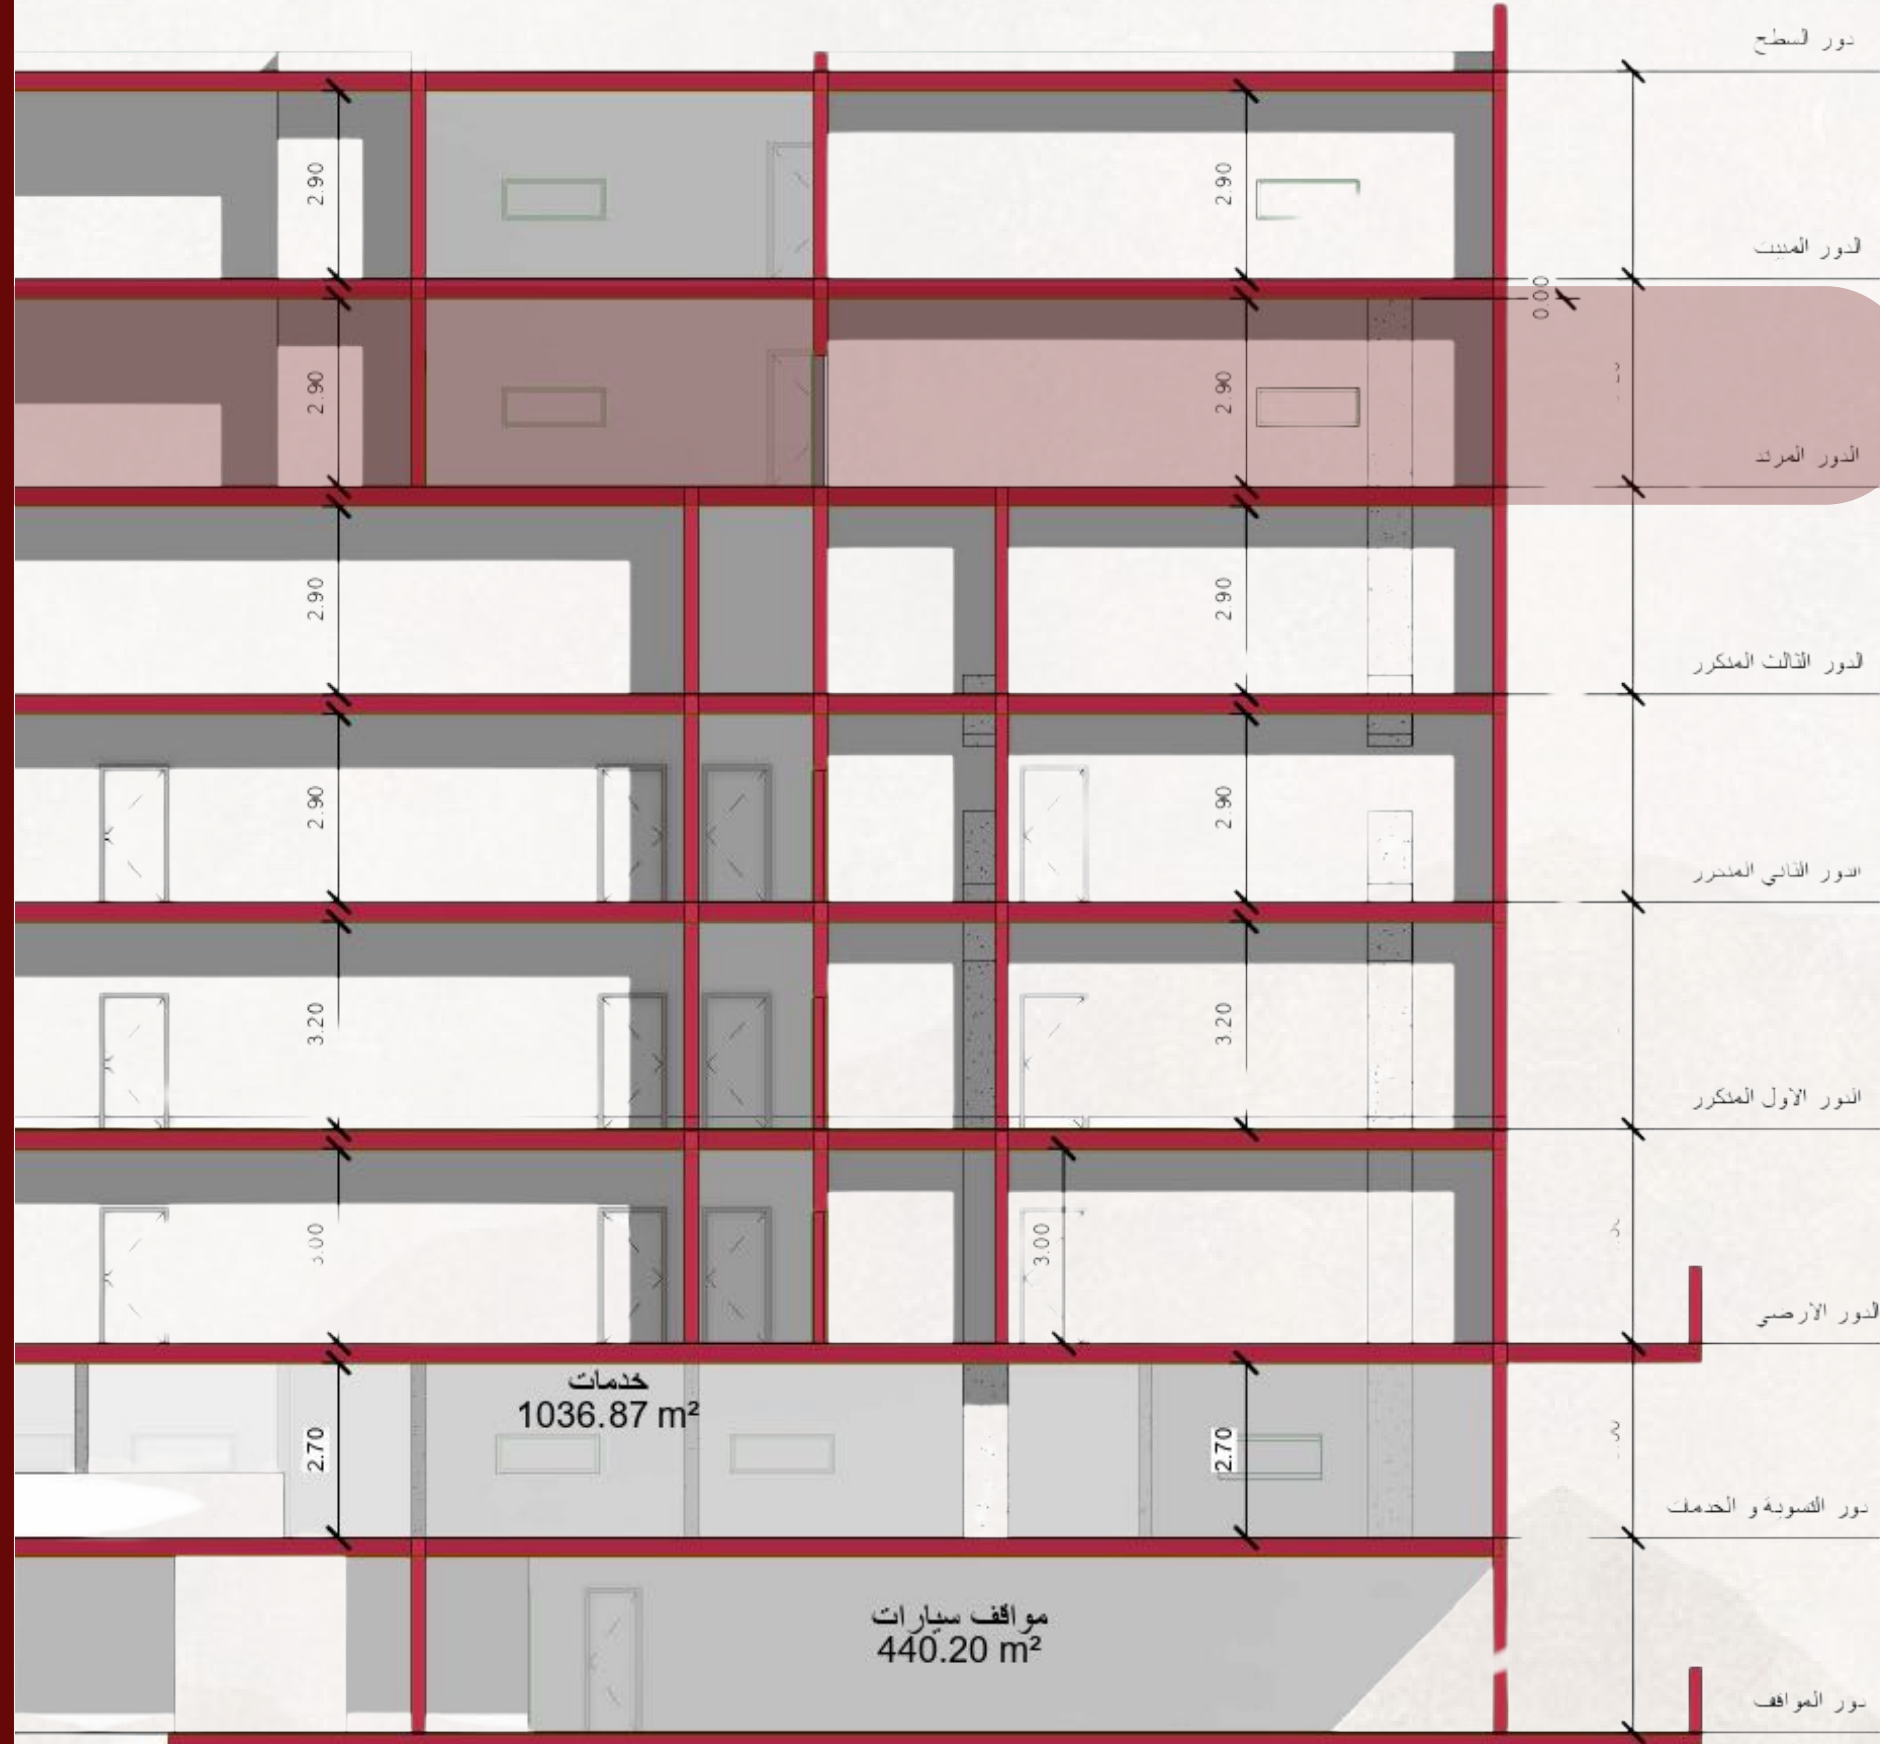 دور السطح
2.90
2.90
الدور المبيت
0.00
2.90
2.90
الدور المرتد
2.90
2.90
الدور الثالث المتكرر
2.90
2.90
الدور الثاني
3.20
3.20
الدور الاول المتكرر
3.00
3.00
الدور الارضي
خدمات
1036.87 m²
2.70
2.70
دور التسوية و الخدمات
مواقف سيارات
440.20 m²
دور المواقف